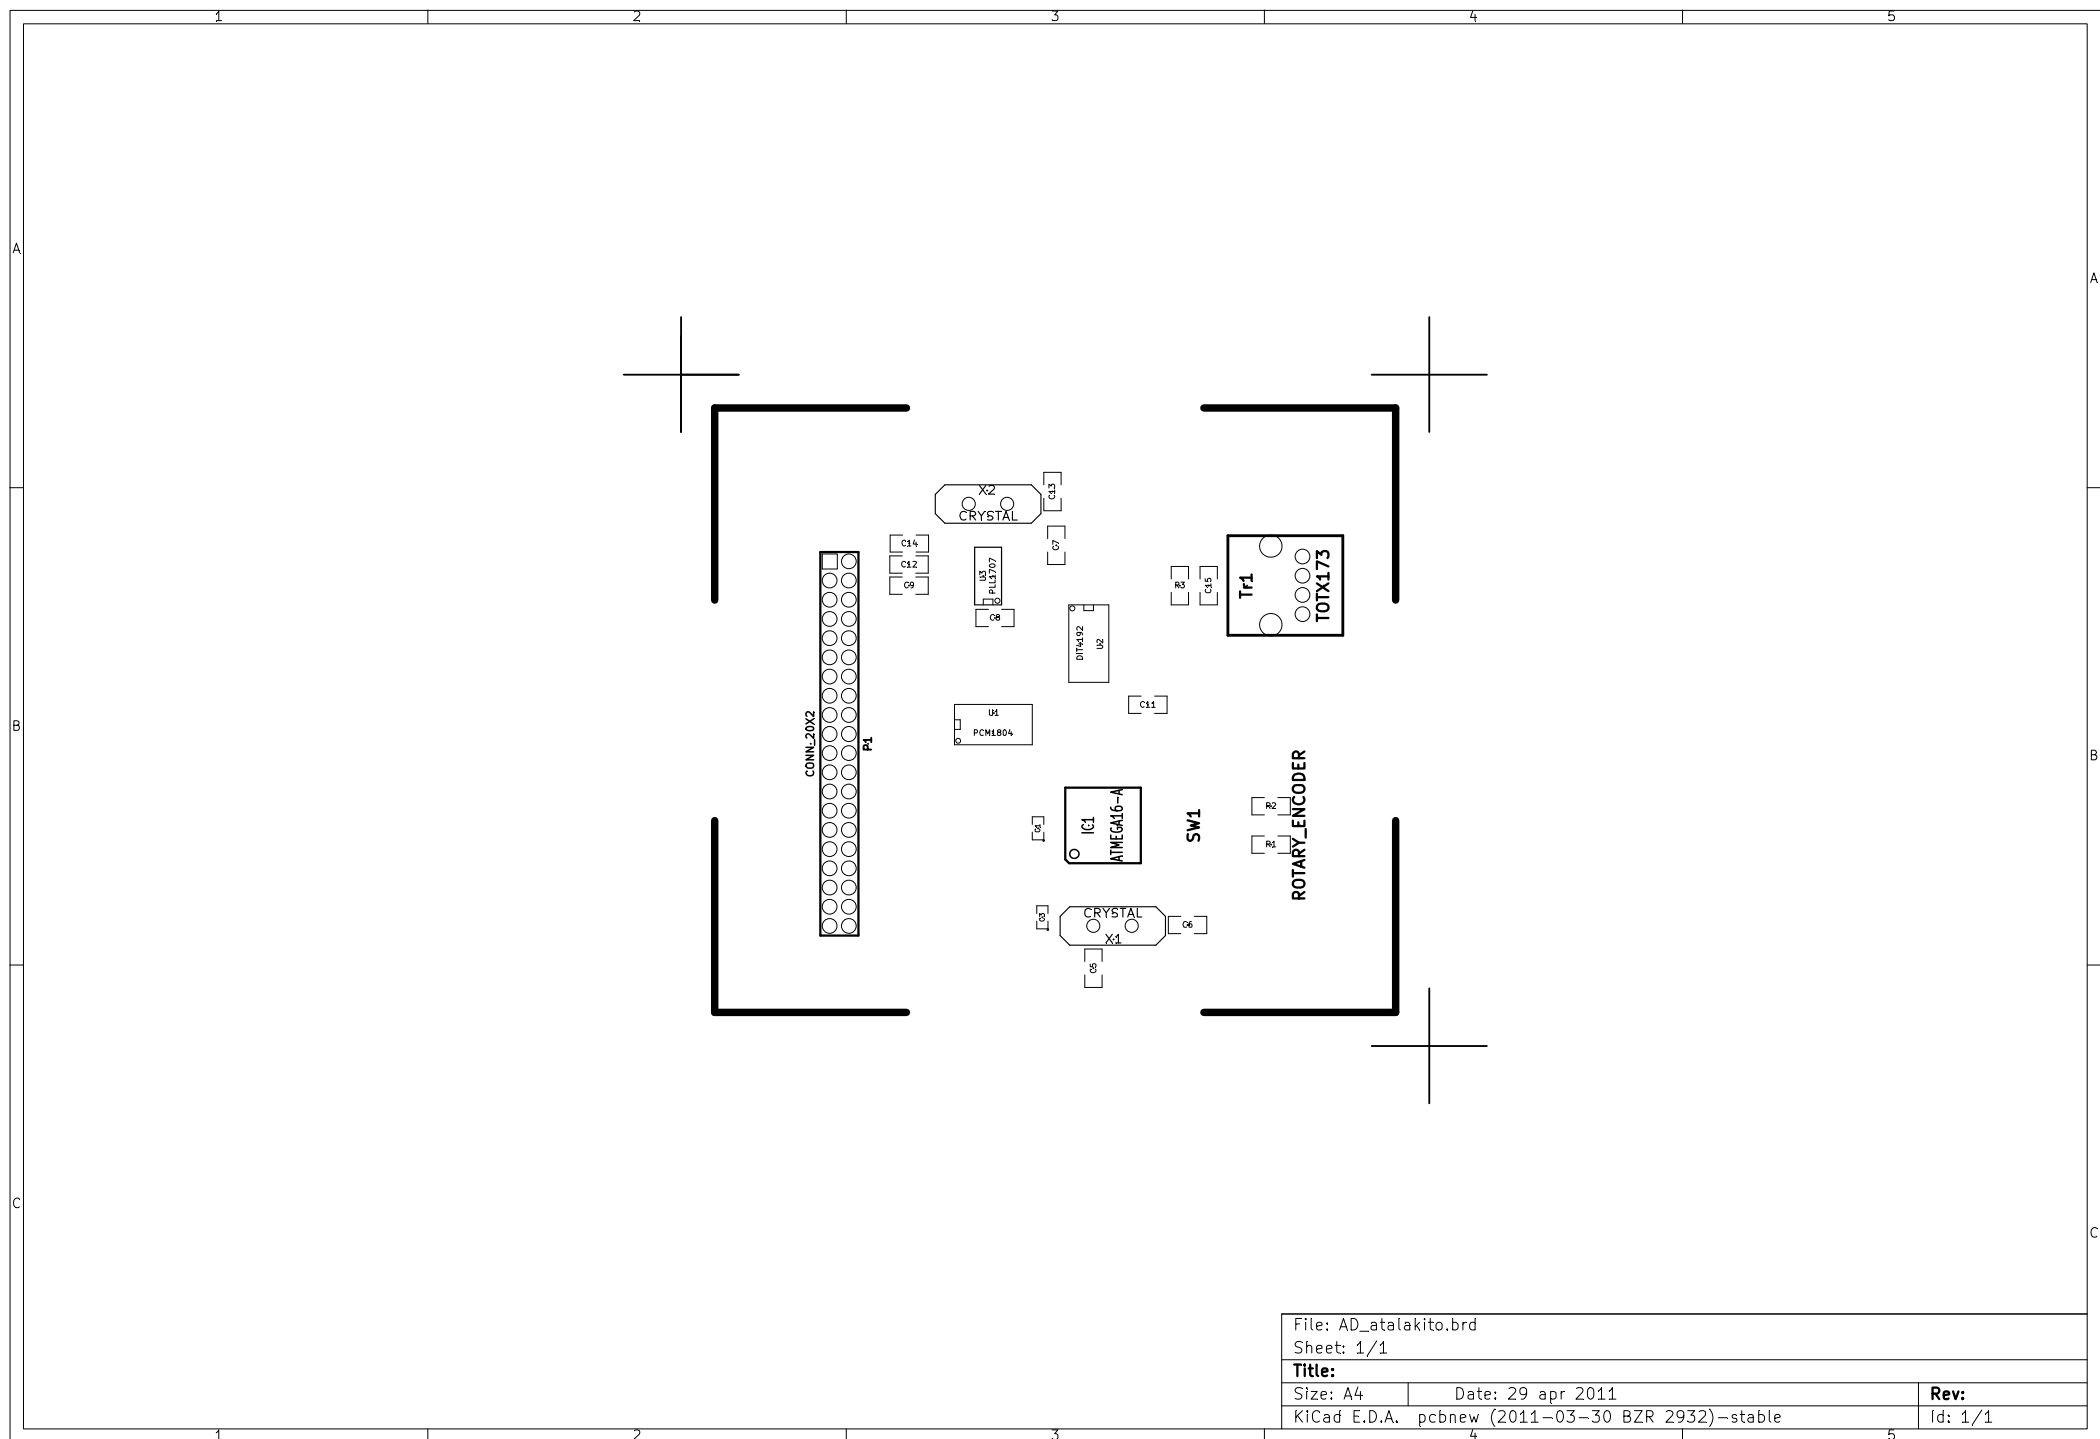 1 2 3 4 5
A A
X2
CRYSTAL
C13
C7
C14
C12
C9
U3
PLL1707
C8
R3
C15
Tr1
TOTX173
DIT4192
U2
C11
U1
PCM1804
CONN_20X2
P1
B B
IC1
ATMEGA16-A
SW1
R2
R1
ROTARY_ENCODER
C1
C3
CRYSTAL
X1
C6
C5
C C
File: AD_atalakito.brd
Sheet: 1/1
Title:
Size: A4 Date: 29 apr 2011 Rev:
KiCad E.D.A. pcbnew (2011-03-30 BZR 2932)-stable Id: 1/1
1 2 3 4 5